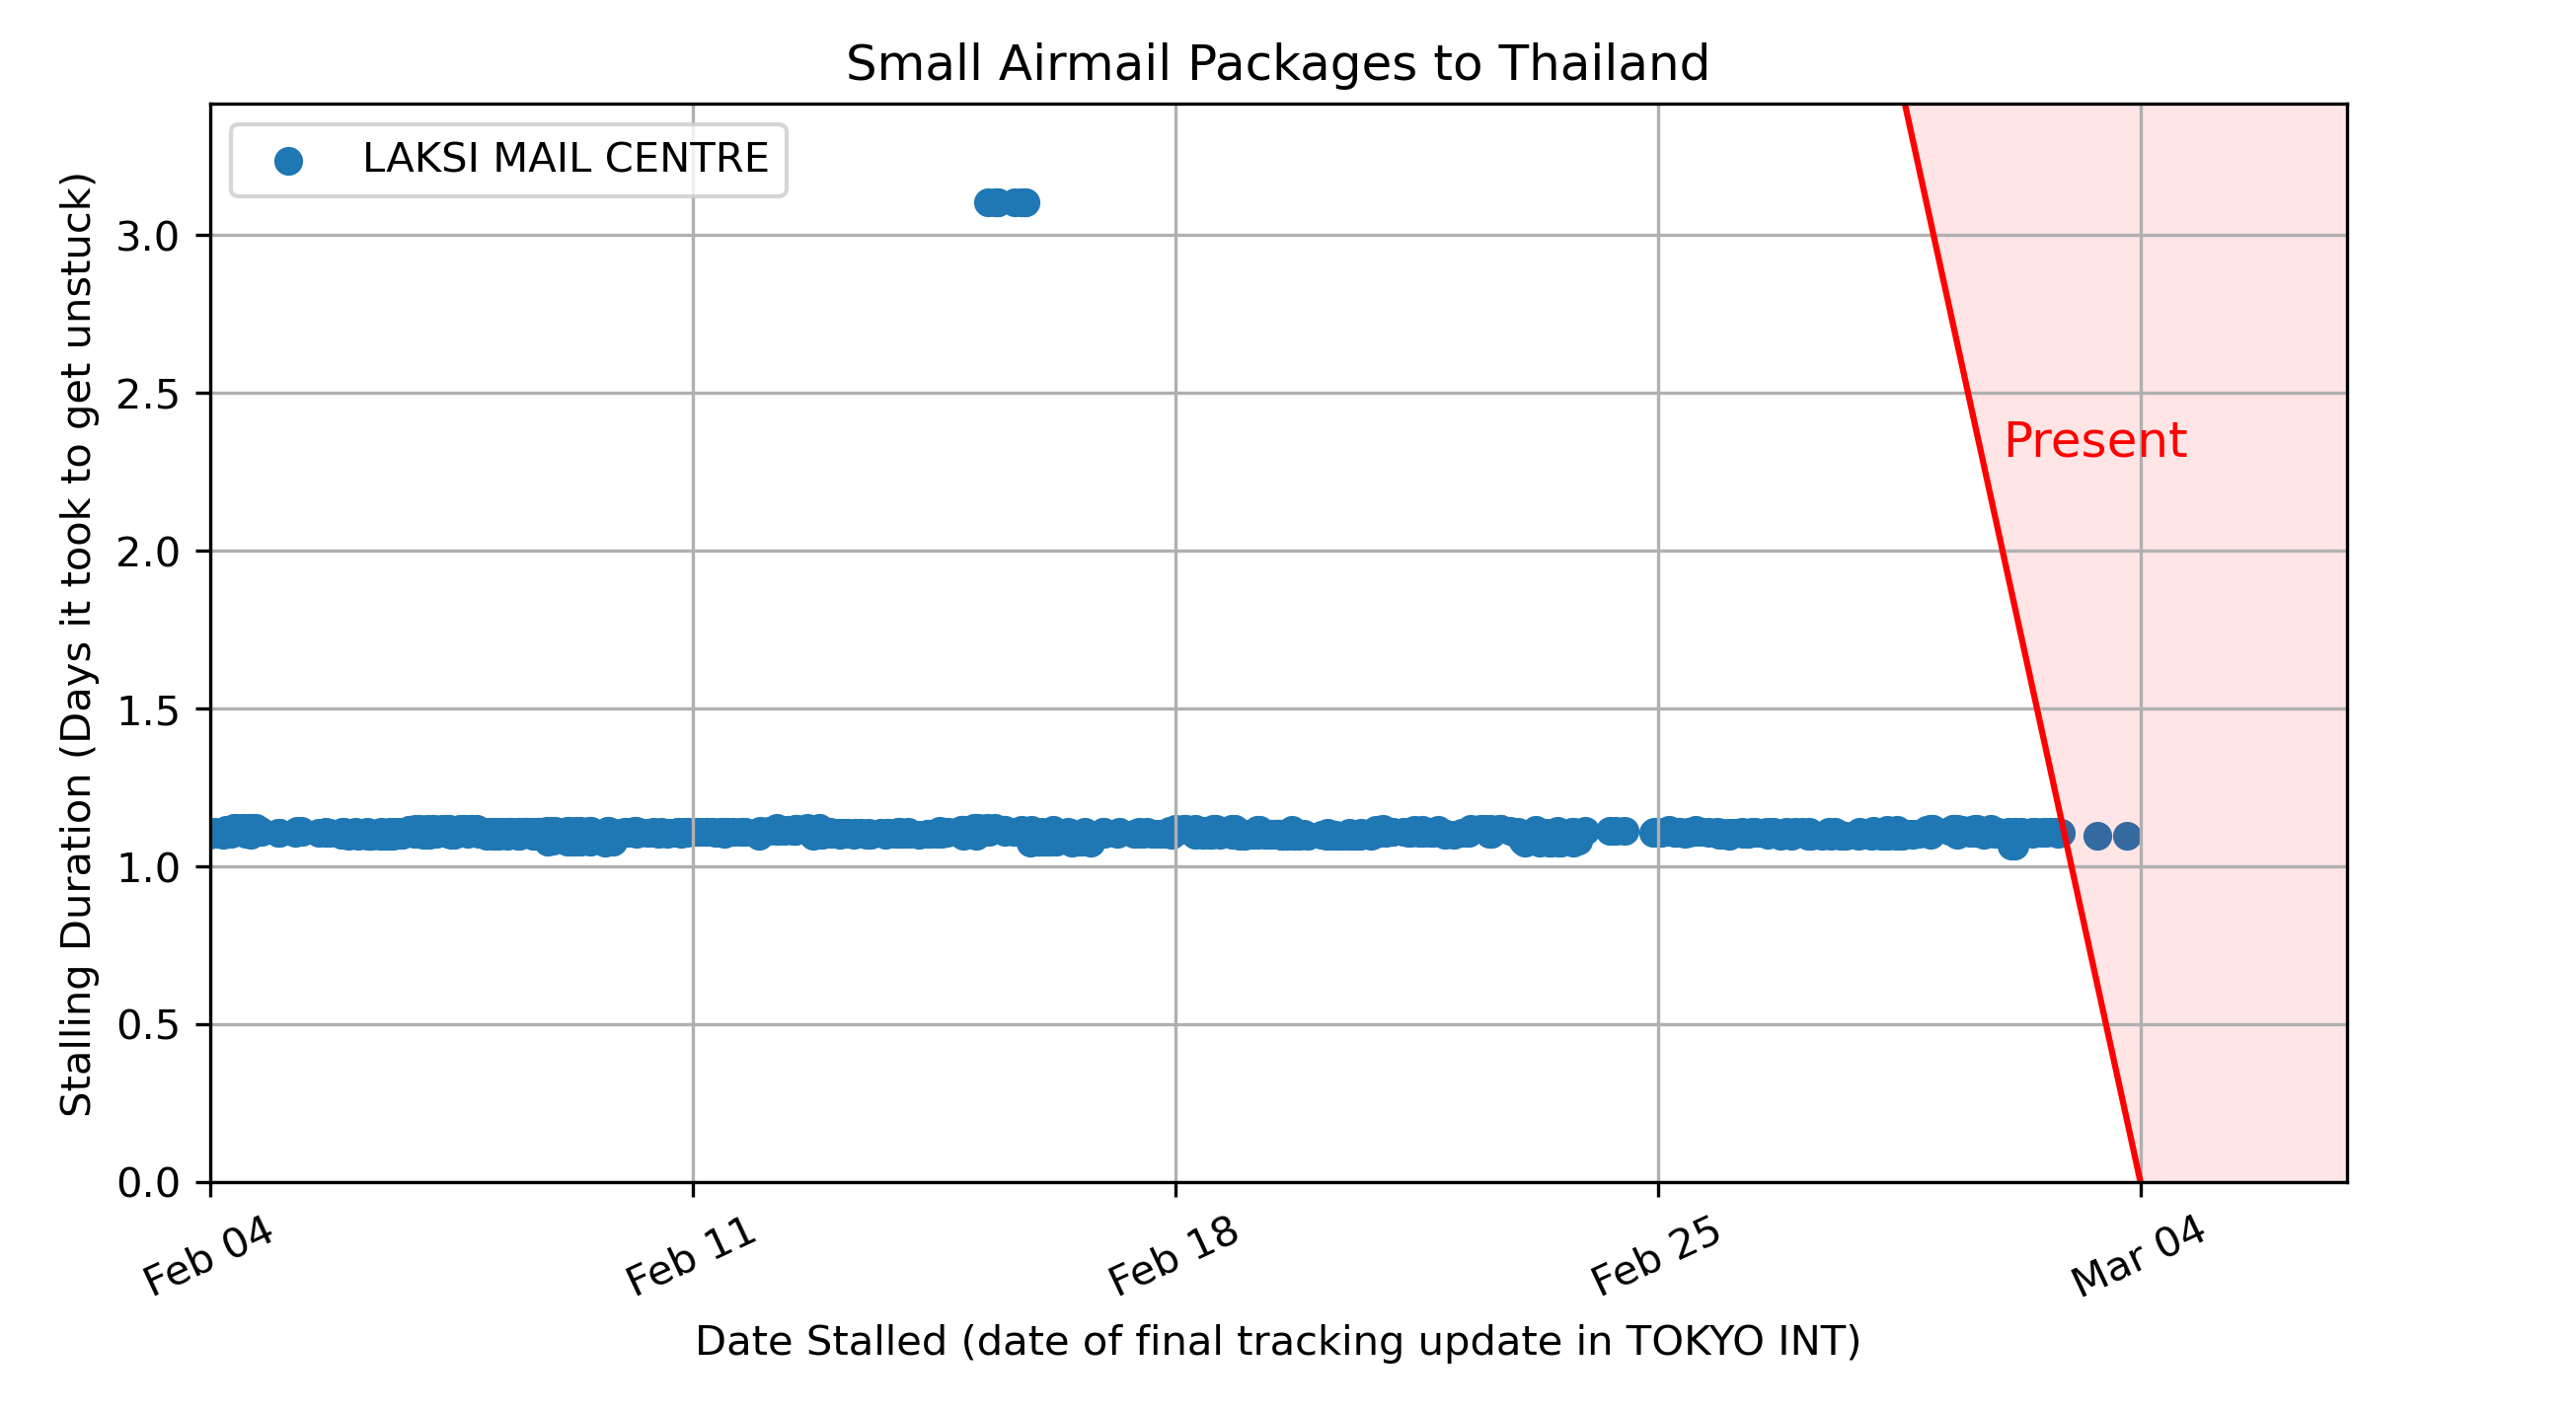 Small Airmail Packages to Thailand
LAKSI MAIL CENTRE
Stalling Duration (Days it took to get unstuck)
3.0
2.5
2.0
1.5
1.0
0.5
0.0
Present
Feb 04
Feb 11
Feb 18
Feb 25
Mar 04
Date Stalled (date of final tracking update in TOKYO INT)